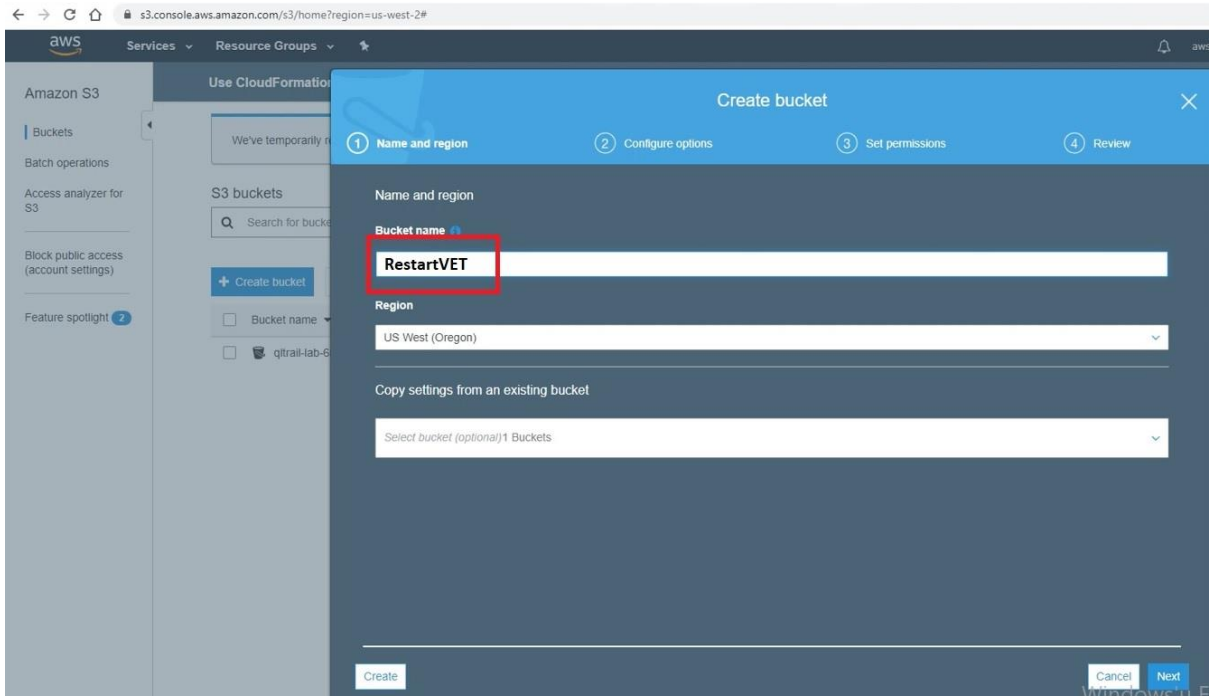 s3.console.aws.amazon.com/s3/home?region=us-west-2#
aws Services Resource Groups aws
Amazon S3
Buckets
Batch operations
Access analyzer for
S3
Block public access
(account settings)
Feature spotlight 2
Use CloudFormation
We've temporarily
S3 buckets
Search for bucke
+ Create bucket
Bucket name
qltrail-lab-6
Create bucket
1 Name and region
2 Configure options
3 Set permissions
4 Review
Name and region
Bucket name
RestartVET
Region
US West (Oregon)
Copy settings from an existing bucket
Select bucket (optional)1 Buckets
Create
Cancel
Next